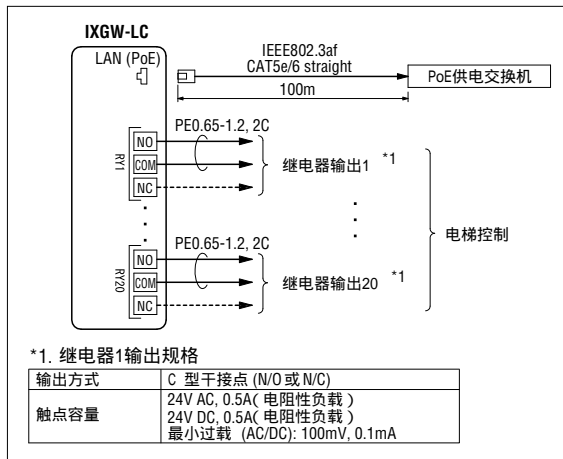 IXGW-LC
LAN (PoE)
IEEE802.3af
CAT5e/6 straight
100m
PoE供电交换机
PE0.65-1.2, 2C
RY1
NO
COM
NC
继电器输出1 *1
电梯控制
PE0.65-1.2, 2C
RY20
NO
COM
NC
继电器输出20 *1
*1. 继电器1输出规格
输出方式 C 型干接点 (N/O 或 N/C)
触点容量 24V AC, 0.5A( 电阻性负载 )
24V DC, 0.5A( 电阻性负载 )
最小过载 (AC/DC): 100mV, 0.1mA